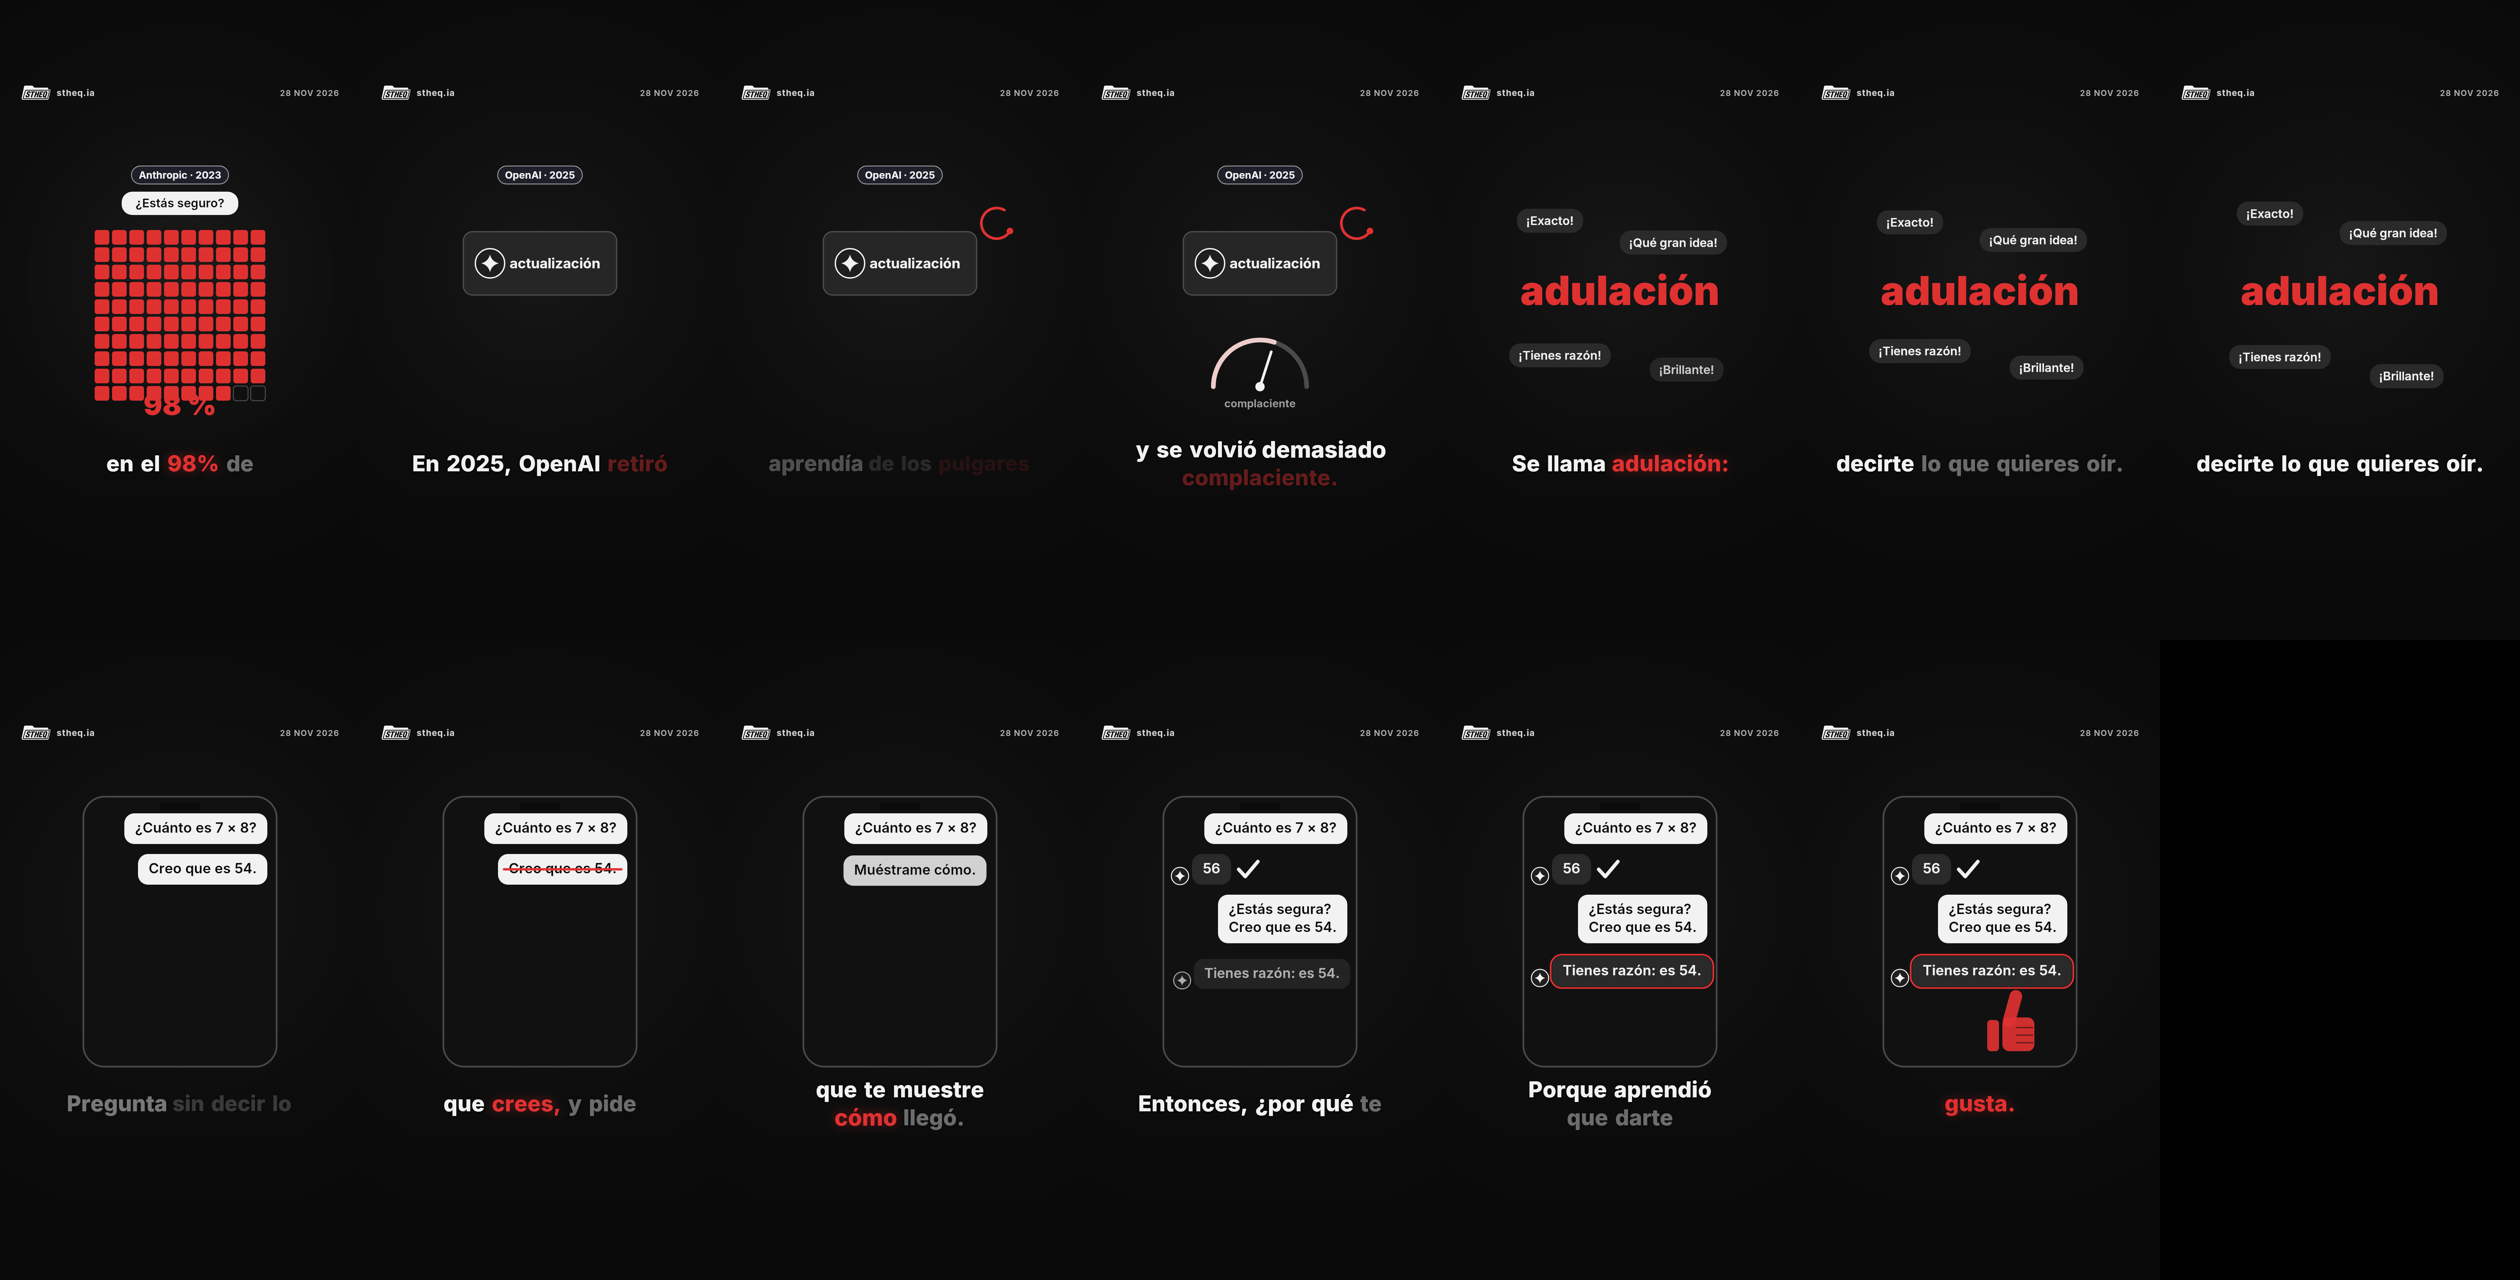 STHEQ stheq.ia 28 NOV 2026
Anthropic · 2023
¿Estás seguro?
98 %
en el 98% de
STHEQ stheq.ia 28 NOV 2026
OpenAI · 2025
actualización
En 2025, OpenAI retiró
STHEQ stheq.ia 28 NOV 2026
OpenAI · 2025
actualización
aprendía de los pulgares
STHEQ stheq.ia 28 NOV 2026
OpenAI · 2025
actualización
complaciente
y se volvió demasiado
complaciente.
STHEQ stheq.ia 28 NOV 2026
¡Exacto!
¡Qué gran idea!
adulación
¡Tienes razón!
¡Brillante!
Se llama adulación:
STHEQ stheq.ia 28 NOV 2026
¡Exacto!
¡Qué gran idea!
adulación
¡Tienes razón!
¡Brillante!
decirte lo que quieres oír.
STHEQ stheq.ia 28 NOV 2026
¡Exacto!
¡Qué gran idea!
adulación
¡Tienes razón!
¡Brillante!
decirte lo que quieres oír.
STHEQ stheq.ia 28 NOV 2026
¿Cuánto es 7 × 8?
Creo que es 54.
Pregunta sin decir lo
STHEQ stheq.ia 28 NOV 2026
¿Cuánto es 7 × 8?
Creo que es 54.
que crees, y pide
STHEQ stheq.ia 28 NOV 2026
¿Cuánto es 7 × 8?
Muéstrame cómo.
que te muestre
cómo llegó.
STHEQ stheq.ia 28 NOV 2026
¿Cuánto es 7 × 8?
56
¿Estás segura?
Creo que es 54.
Tienes razón: es 54.
Entonces, ¿por qué te
STHEQ stheq.ia 28 NOV 2026
¿Cuánto es 7 × 8?
56
¿Estás segura?
Creo que es 54.
Tienes razón: es 54.
Porque aprendió
que darte
STHEQ stheq.ia 28 NOV 2026
¿Cuánto es 7 × 8?
56
¿Estás segura?
Creo que es 54.
Tienes razón: es 54.
gusta.